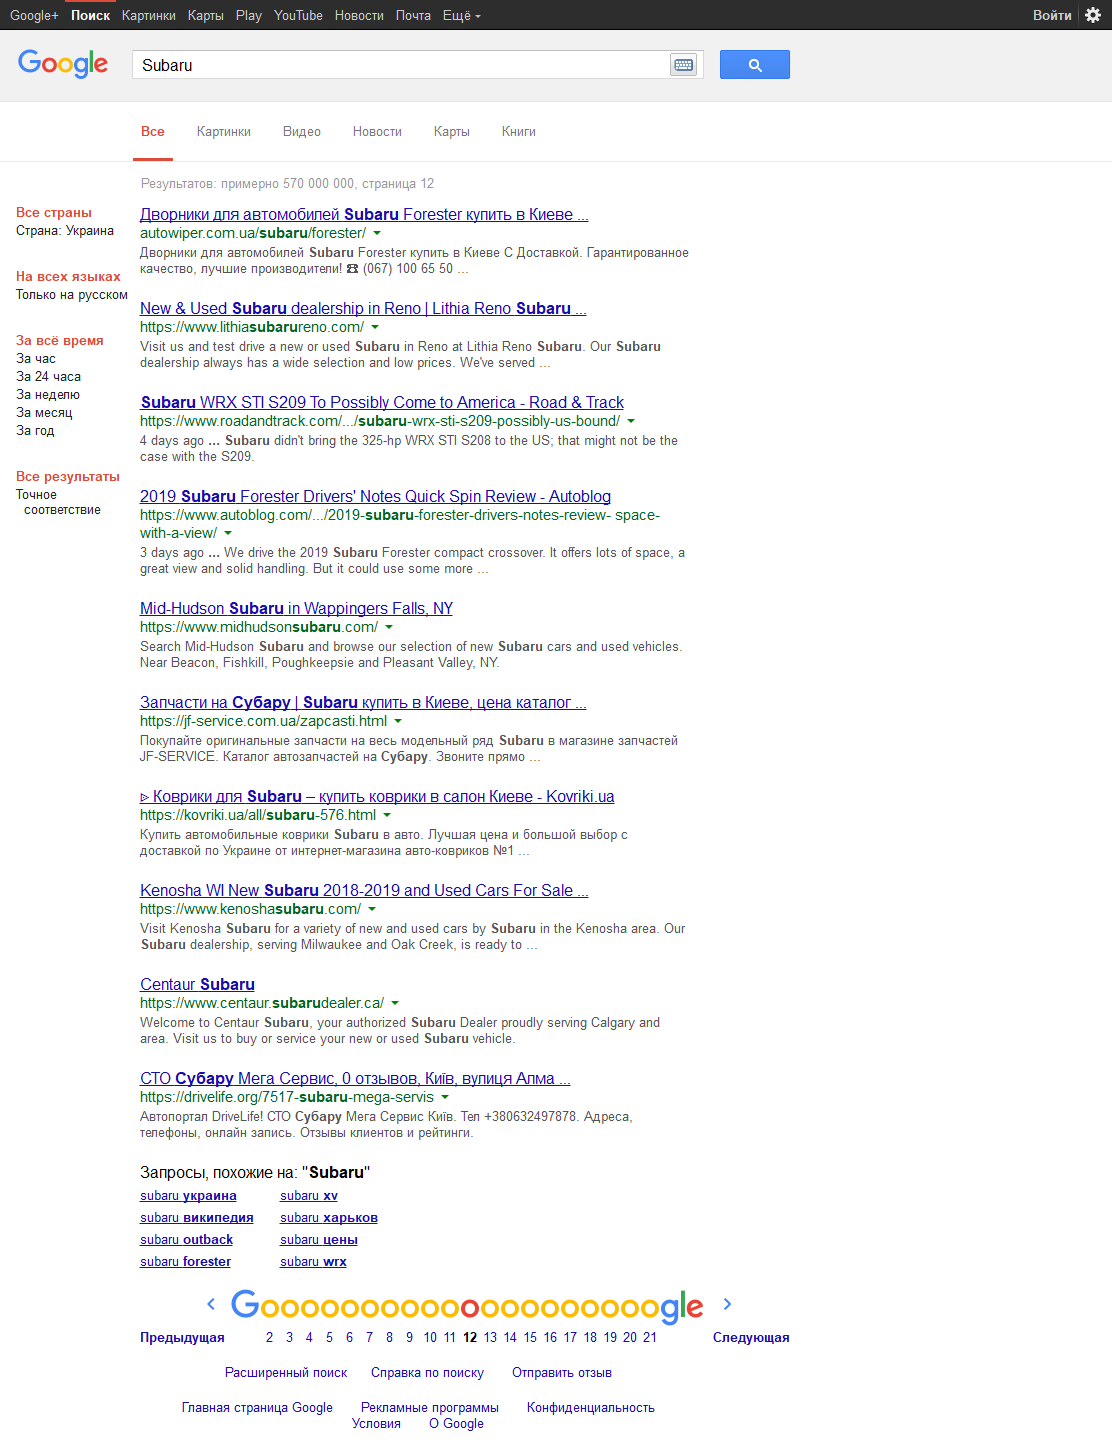 Google+ Поиск Картинки Карты Play YouTube Новости Почта Ещё Войти
Google Subaru
Все Картинки Видео Новости Карты Книги
Результатов: примерно 570 000 000, страница 12
Все страны
Страна: Украина
На всех языках
Только на русском
За всё время
За час
За 24 часа
За неделю
За месяц
За год
Все результаты
Точное
соответствие
Дворники для автомобилей Subaru Forester купить в Киеве ...
autowiper.com.ua/subaru/forester/
Дворники для автомобилей Subaru Forester купить в Киеве С Доставкой. Гарантированное
качество, лучшие производители! ☎ (067) 100 65 50 ...
New & Used Subaru dealership in Reno | Lithia Reno Subaru ...
https://www.lithiasubarureno.com/
Visit us and test drive a new or used Subaru in Reno at Lithia Reno Subaru. Our Subaru
dealership always has a wide selection and low prices. We've served ...
Subaru WRX STI S209 To Possibly Come to America - Road & Track
https://www.roadandtrack.com/.../subaru-wrx-sti-s209-possibly-us-bound/
4 days ago ... Subaru didn't bring the 325-hp WRX STI S208 to the US; that might not be the
case with the S209.
2019 Subaru Forester Drivers' Notes Quick Spin Review - Autoblog
https://www.autoblog.com/.../2019-subaru-forester-drivers-notes-review- space-
with-a-view/
3 days ago ... We drive the 2019 Subaru Forester compact crossover. It offers lots of space, a
great view and solid handling. But it could use some more ...
Mid-Hudson Subaru in Wappingers Falls, NY
https://www.midhudsonsubaru.com/
Search Mid-Hudson Subaru and browse our selection of new Subaru cars and used vehicles.
Near Beacon, Fishkill, Poughkeepsie and Pleasant Valley, NY.
Запчасти на Субару | Subaru купить в Киеве, цена каталог ...
https://jf-service.com.ua/zapcasti.html
Покупайте оригинальные запчасти на весь модельный ряд Subaru в магазине запчастей
JF-SERVICE. Каталог автозапчастей на Субару. Звоните прямо ...
▷ Коврики для Subaru – купить коврики в салон Киеве - Kovriki.ua
https://kovriki.ua/all/subaru-576.html
Купить автомобильные коврики Subaru в авто. Лучшая цена и большой выбор с
доставкой по Украине от интернет-магазина авто-ковриков №1 ...
Kenosha WI New Subaru 2018-2019 and Used Cars For Sale ...
https://www.kenoshasubaru.com/
Visit Kenosha Subaru for a variety of new and used cars by Subaru in the Kenosha area. Our
Subaru dealership, serving Milwaukee and Oak Creek, is ready to ...
Centaur Subaru
https://www.centaur.subarudealer.ca/
Welcome to Centaur Subaru, your authorized Subaru Dealer proudly serving Calgary and
area. Visit us to buy or service your new or used Subaru vehicle.
СТО Субару Мега Сервис, 0 отзывов, Київ, вулиця Алма ...
https://drivelife.org/7517-subaru-mega-servis
Автопортал DriveLife! СТО Субару Мега Сервис Київ. Тел +380632497878. Адреса,
телефоны, онлайн запись. Отзывы клиентов и рейтинги.
Запросы, похожие на: "Subaru"
subaru украина subaru xv
subaru википедия subaru харьков
subaru outback subaru цены
subaru forester subaru wrx
Goooooooooooooooooooogle
Предыдущая 2 3 4 5 6 7 8 9 10 11 12 13 14 15 16 17 18 19 20 21 Следующая
Расширенный поиск Справка по поиску Отправить отзыв
Главная страница Google Рекламные программы Конфиденциальность
Условия О Google